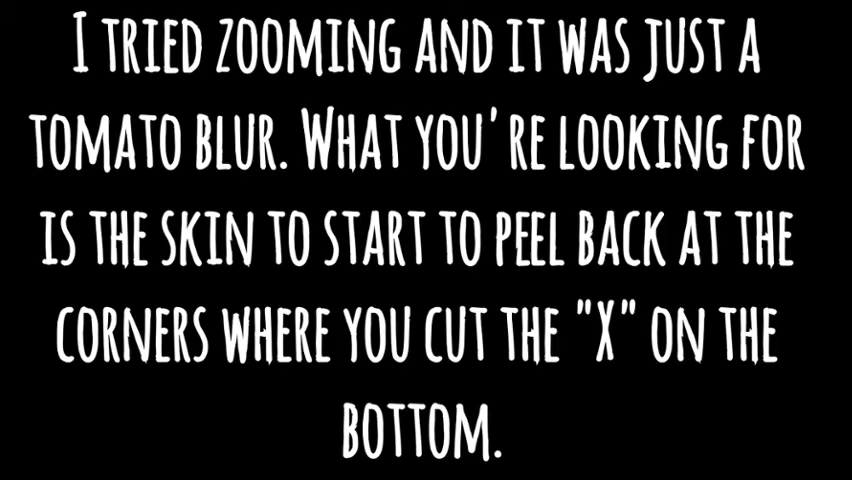 I TRIED ZOOMING AND IT WAS JUST A
TOMATO BLUR. WHAT YOU'RE LOOKING FOR
IS THE SKIN TO START TO PEEL BACK AT THE
CORNERS WHERE YOU CUT THE "X" ON THE
BOTTOM.